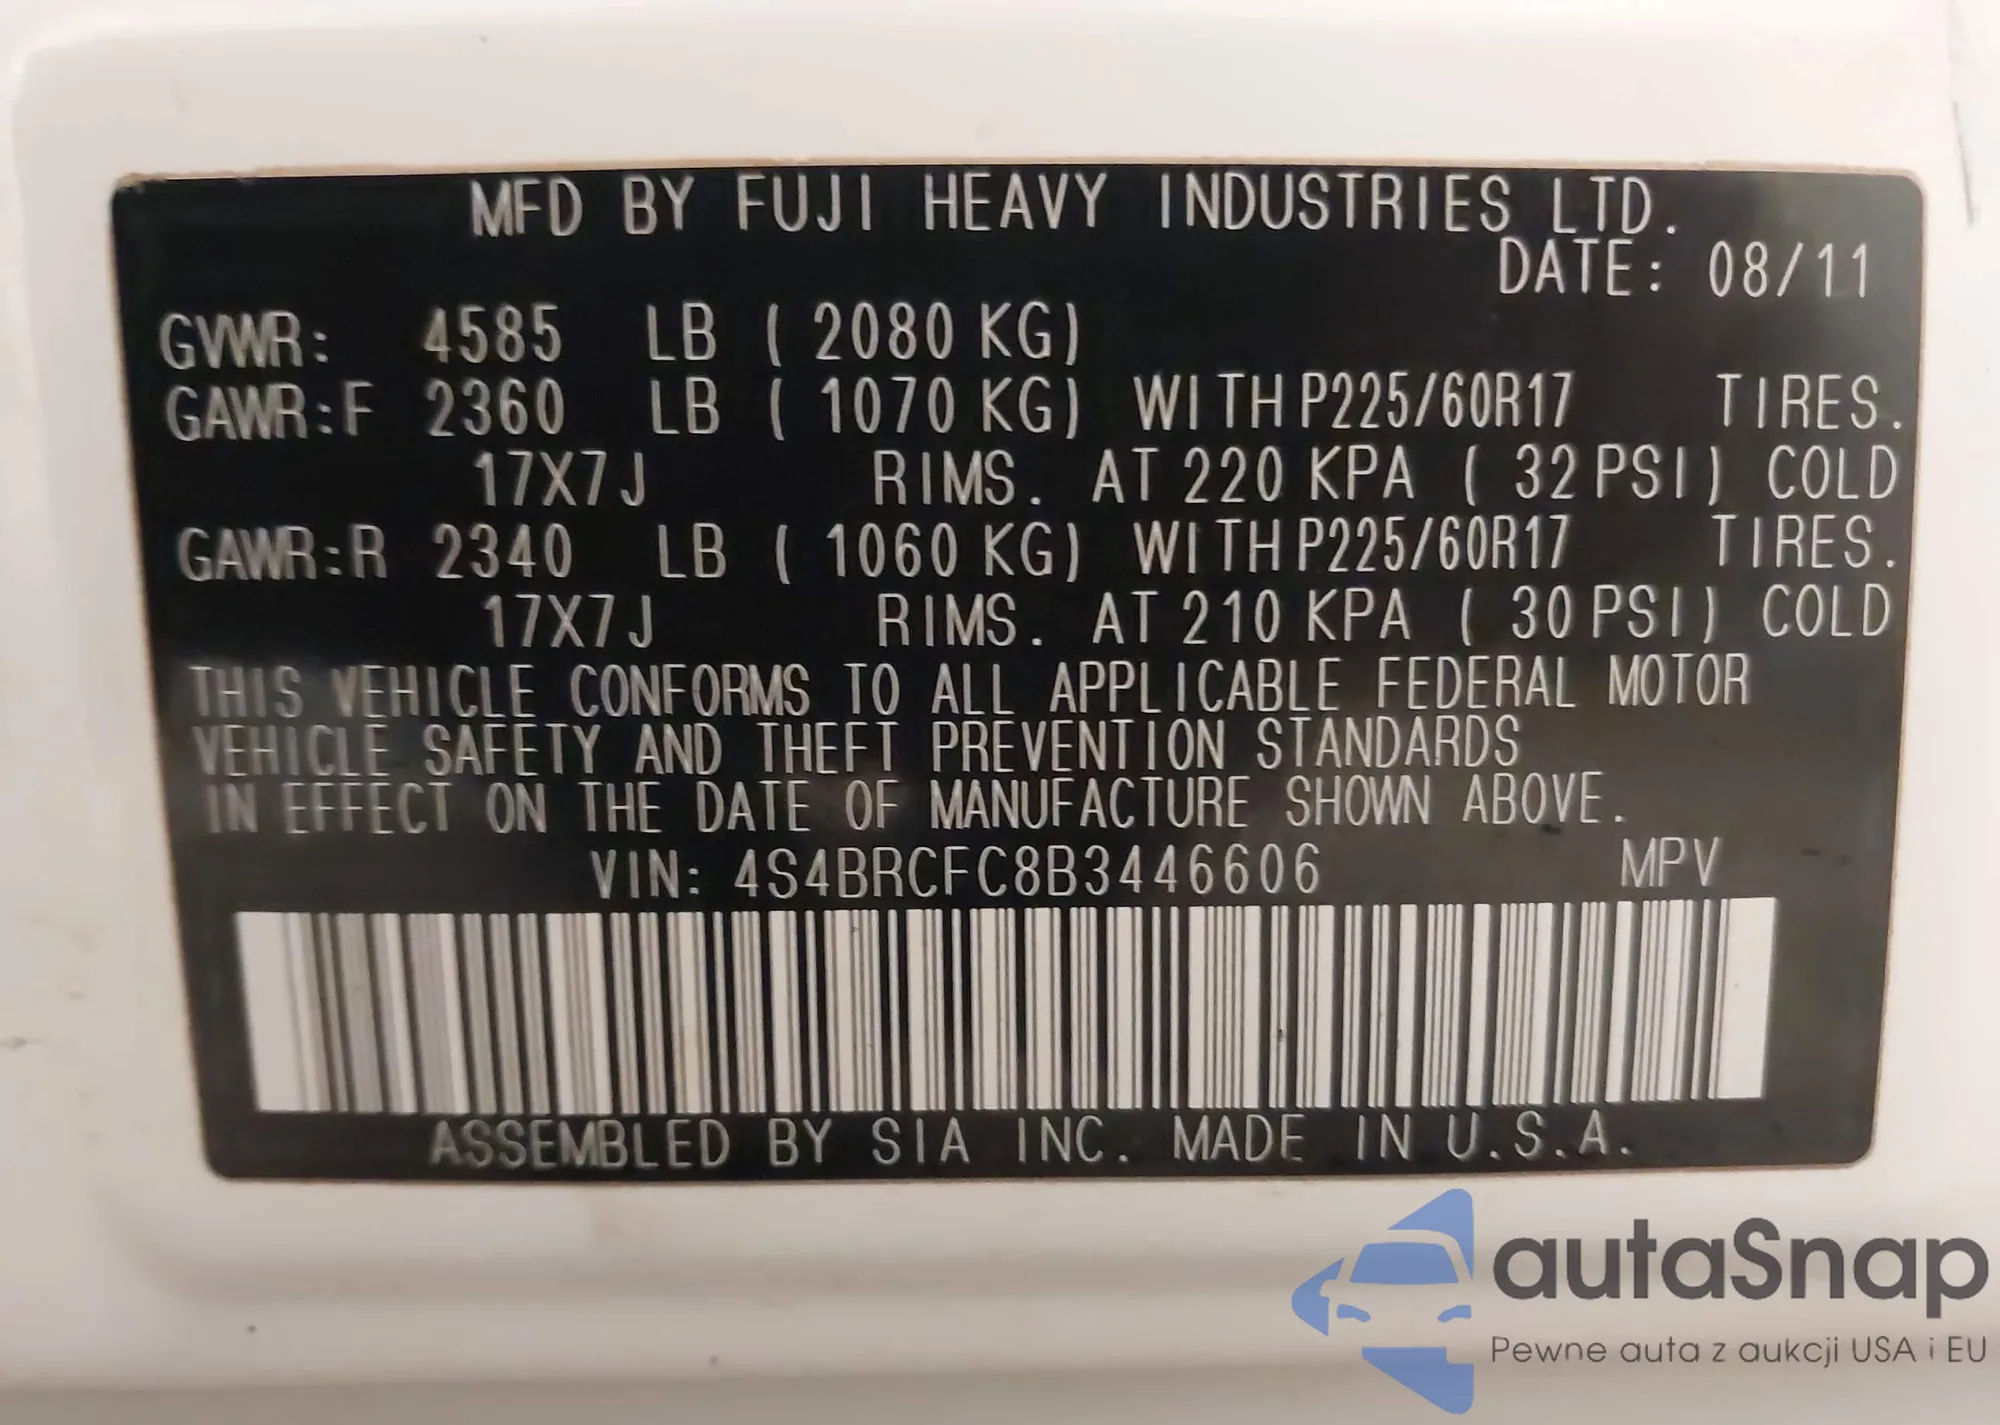 MFD BY FUJI HEAVY INDUSTRIES LTD.
DATE: 08/11
GVWR: 4585 LB ( 2080 KG)
GAWR:F 2360 LB ( 1070 KG) WITH P225/60R17 TIRES.
17X7J RIMS. AT 220 KPA ( 32 PSI) COLD
GAWR:R 2340 LB ( 1060 KG) WITH P225/60R17 TIRES.
17X7J RIMS. AT 210 KPA ( 30 PSI) COLD
THIS VEHICLE CONFORMS TO ALL APPLICABLE FEDERAL MOTOR
VEHICLE SAFETY AND THEFT PREVENTION STANDARDS
IN EFFECT ON THE DATE OF MANUFACTURE SHOWN ABOVE.
VIN: 4S4BRCFC8B3446606 MPV
ASSEMBLED BY SIA INC. MADE IN U.S.A.
autaSnap
Pewne auta z aukcji USA i EU